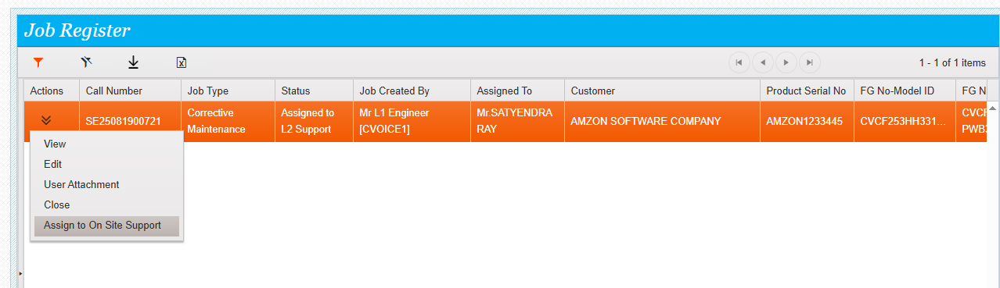 Job Register
1 - 1 of 1 items
Actions Call Number Job Type Status Job Created By Assigned To Customer Product Serial No FG No-Model ID FG N
SE25081900721 Corrective Maintenance Assigned to L2 Support Mr L1 Engineer [CVOICE1] Mr.SATYENDRA RAY AMZON SOFTWARE COMPANY AMZON1233445 CVCF253HH331...
View
Edit
User Attachment
Close
Assign to On Site Support